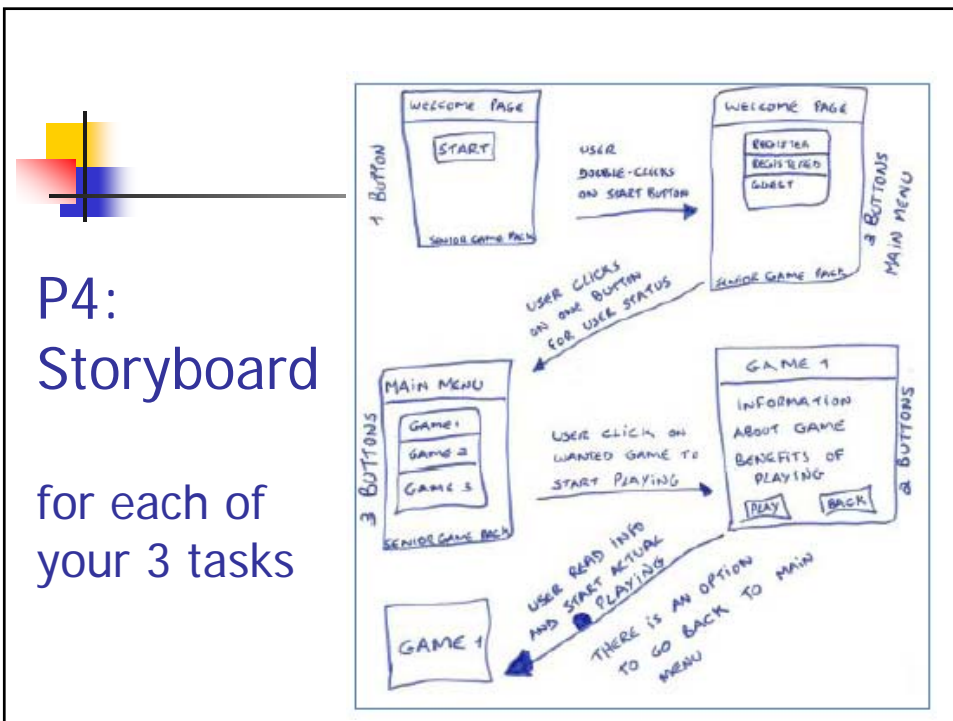 P4:
Storyboard
for each of
your 3 tasks
WELCOME PAGE
START
SENIOR GAME PACK
1 BUTTON
USER
DOUBLE-CLICKS
ON START BUTTON
WELCOME PAGE
REGISTER
REGISTERED
GUEST
SENIOR GAME PACK
3 BUTTONS
MAIN MENU
USER CLICKS
ON ONE BUTTON
FOR USER STATUS
MAIN MENU
GAME 1
GAME 2
GAME 3
SENIOR GAME PACK
3 BUTTONS
USER CLICK ON
WANTED GAME TO
START PLAYING
GAME 1
INFORMATION
ABOUT GAME
BENEFITS OF
PLAYING
PLAY
BACK
2 BUTTONS
USER READ INFO
AND START ACTUAL
PLAYING
THERE IS AN OPTION
TO GO BACK TO MAIN
MENU
GAME 1